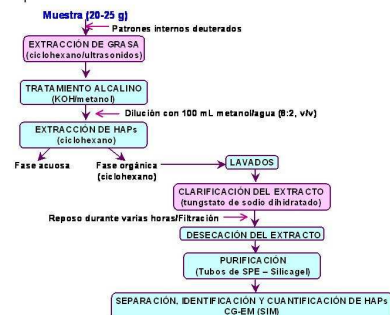 Muestra (20-25 g)
Patrones internos deuterados
EXTRACCIÓN DE GRASA
(ciclohexano/ultrasonidos)
TRATAMIENTO ALCALINO
(KOH/metanol)
Dilución con 100 mL metanol/agua (8:2, v/v)
EXTRACCIÓN DE HAPs
(ciclohexano)
Fase acuosa
Fase orgánica
(ciclohexano)
LAVADOS
CLARIFICACIÓN DEL EXTRACTO
(tungstato de sodio dihidratado)
Reposo durante varias horas/Filtración
DESECACIÓN DEL EXTRACTO
PURIFICACIÓN
(Tubos de SPE – Silicagel)
SEPARACIÓN, IDENTIFICACIÓN Y CUANTIFICACIÓN DE HAPs
CG-EM (SIM)